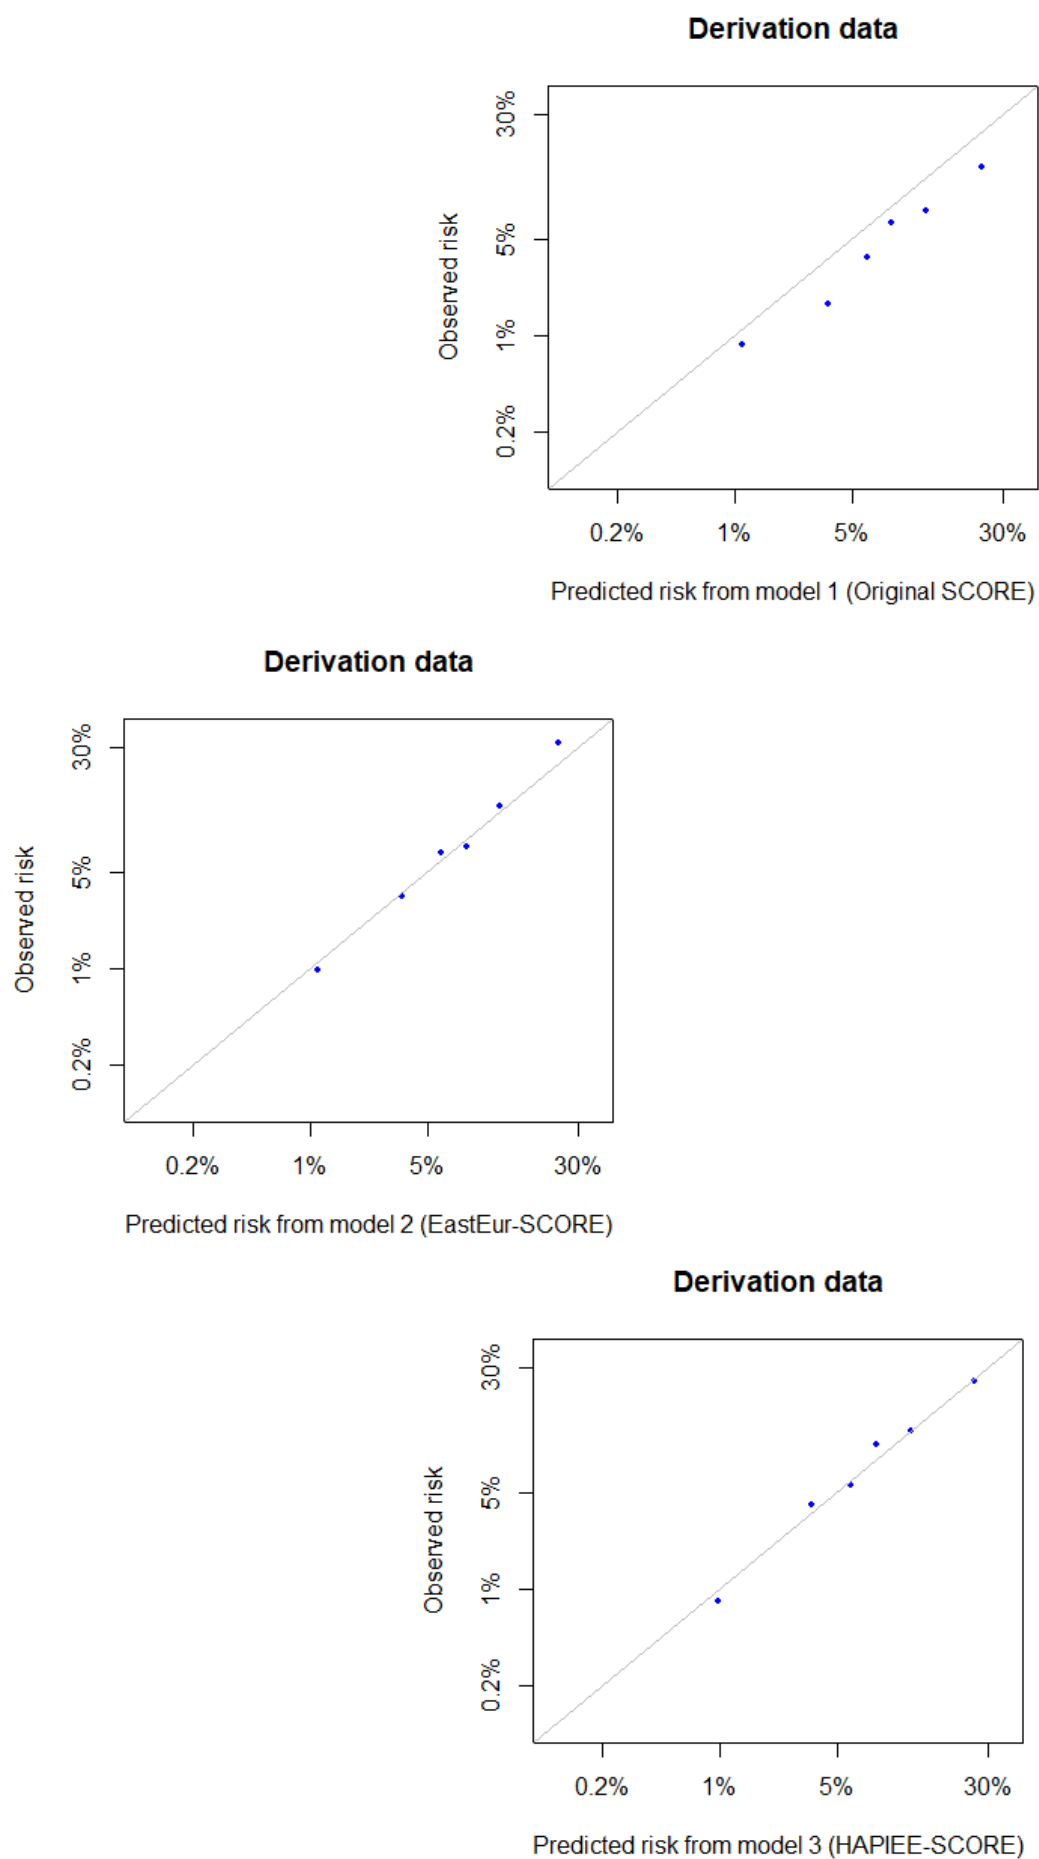 Derivation data
Observed risk
30%
5%
1%
0.2%
0.2% 1% 5% 30%
Predicted risk from model 1 (Original SCORE)
Derivation data
Observed risk
30%
5%
1%
0.2%
0.2% 1% 5% 30%
Predicted risk from model 2 (EastEur-SCORE)
Derivation data
Observed risk
30%
5%
1%
0.2%
0.2% 1% 5% 30%
Predicted risk from model 3 (HAPIEE-SCORE)